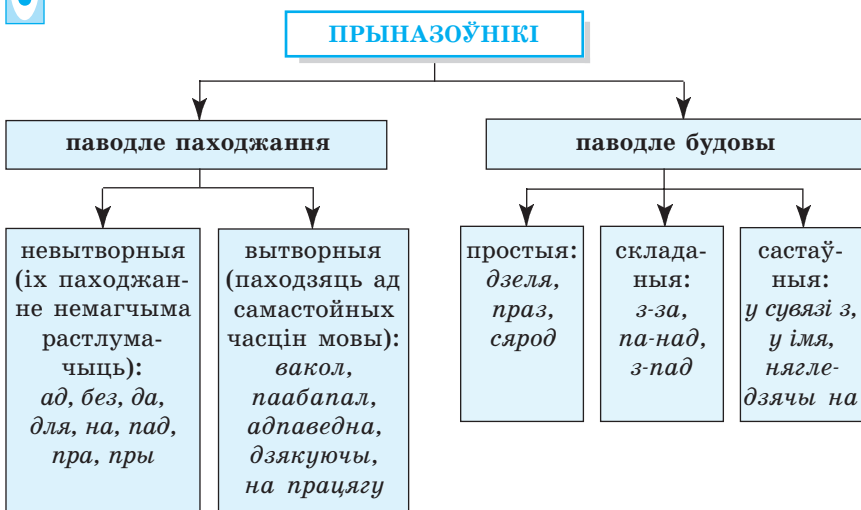 ПРЫНАЗОЎНІКІ
паводле паходжання
паводле будовы
невытворныя
(іх паходжан-
не немагчыма
растлума-
чыць):
ад, без, да,
для, на, пад,
пра, пры
вытворныя
(паходзяць ад
самастойных
часцін мовы):
вакол,
паабапал,
адпаведна,
дзякуючы,
на працягу
простыя:
дзеля,
праз,
сярод
склада-
ныя:
з-за,
па-над,
з-пад
састаў-
ныя:
у сувязі з,
у імя,
нягле-
дзячы на